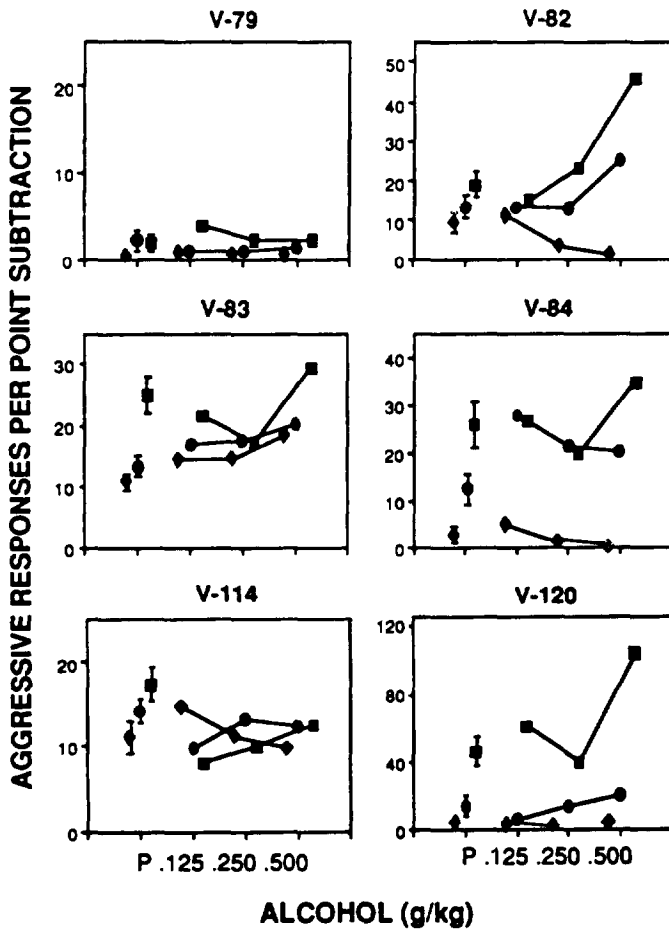 AGGRESSIVE RESPONSES PER POINT SUBTRACTION
V-79
20
10
0
V-82
50
40
30
20
10
0
V-83
30
20
10
0
V-84
40
30
20
10
0
V-114
20
10
0
P .125 .250 .500
V-120
120
80
40
0
P .125 .250 .500
ALCOHOL (g/kg)